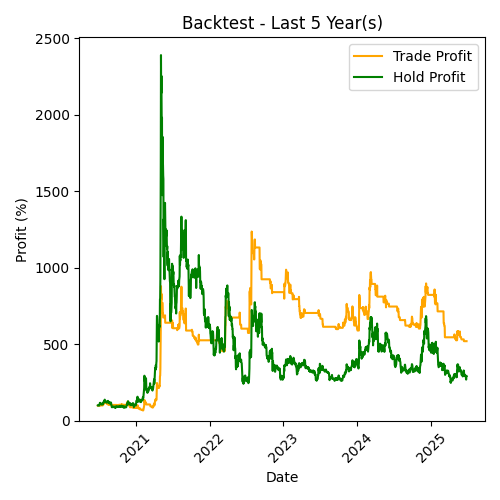 Backtest - Last 5 Year(s)
Trade Profit
Hold Profit
Profit (%)
2500
2000
1500
1000
500
0
2021
2022
2023
2024
2025
Date